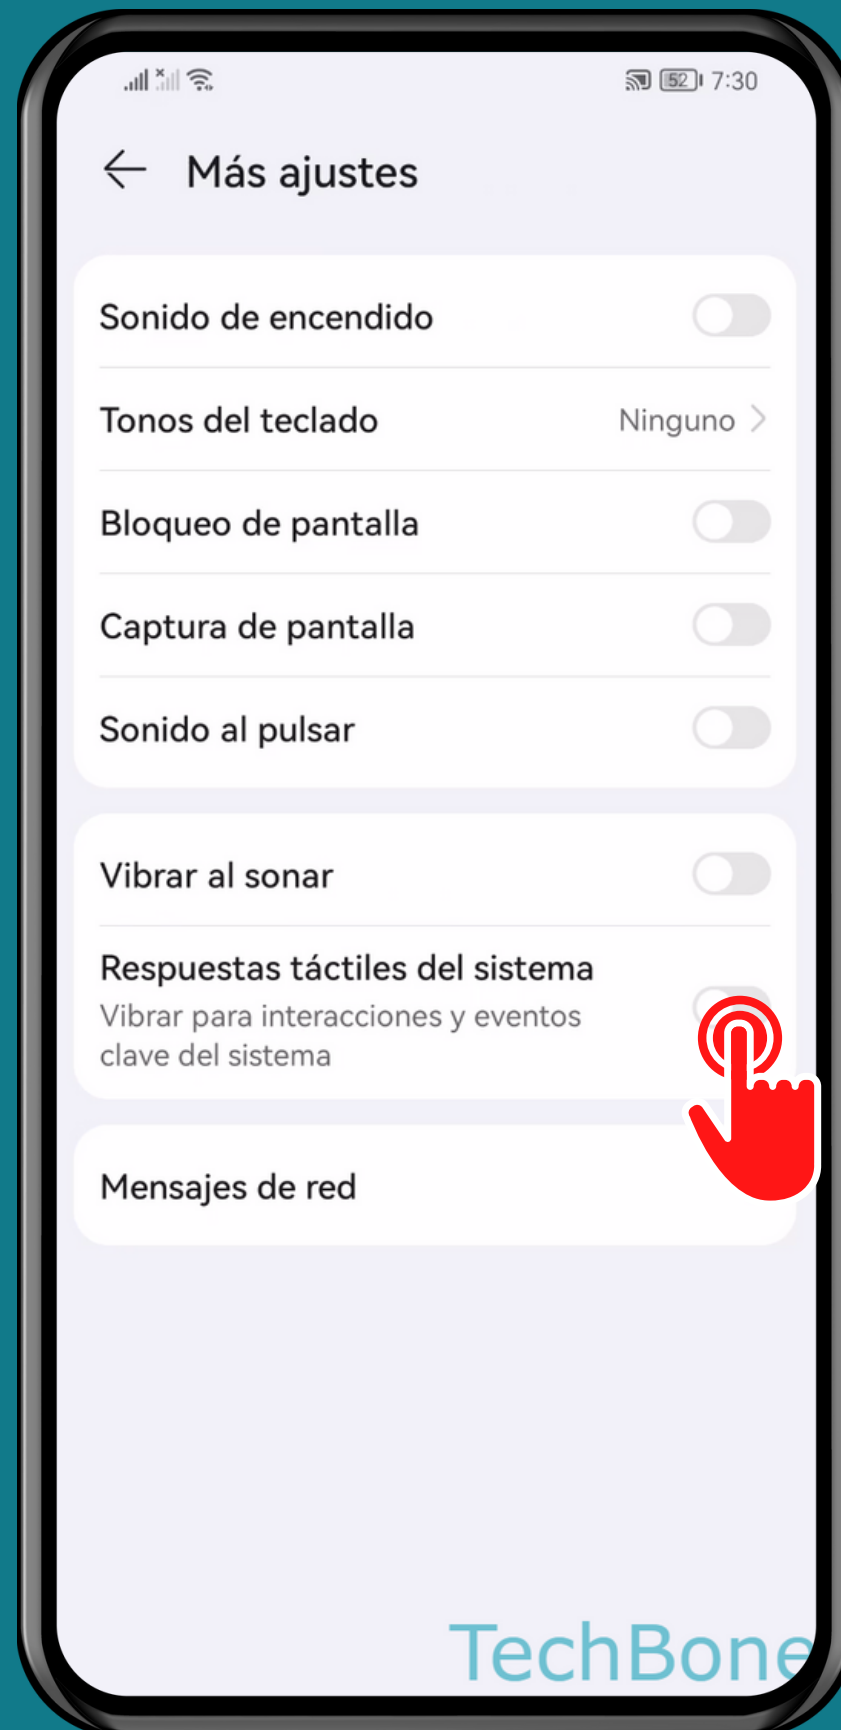 52 7:30
Más ajustes
Sonido de encendido
Tonos del teclado Ninguno
Bloqueo de pantalla
Captura de pantalla
Sonido al pulsar
Vibrar al sonar
Respuestas táctiles del sistema
Vibrar para interacciones y eventos
clave del sistema
Mensajes de red
TechBone